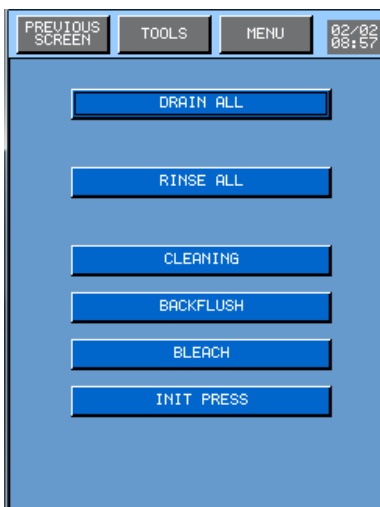 PREVIOUS
SCREEN
TOOLS
MENU
02/02
08:57
DRAIN ALL
RINSE ALL
CLEANING
BACKFLUSH
BLEACH
INIT PRESS